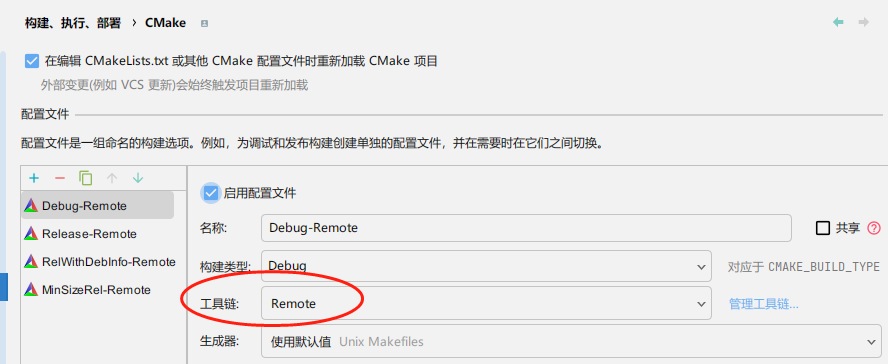 构建、执行、部署 › CMake
在编辑 CMakeLists.txt 或其他 CMake 配置文件时重新加载 CMake 项目
外部变更(例如 VCS 更新)会始终触发项目重新加载
配置文件
配置文件是一组命名的构建选项。例如，为调试和发布构建创建单独的配置文件，并在需要时在它们之间切换。
Debug-Remote
Release-Remote
RelWithDebInfo-Remote
MinSizeRel-Remote
启用配置文件
名称: Debug-Remote 共享
构建类型: Debug 对应于 CMAKE_BUILD_TYPE
工具链: Remote 管理工具链...
生成器: 使用默认值 Unix Makefiles